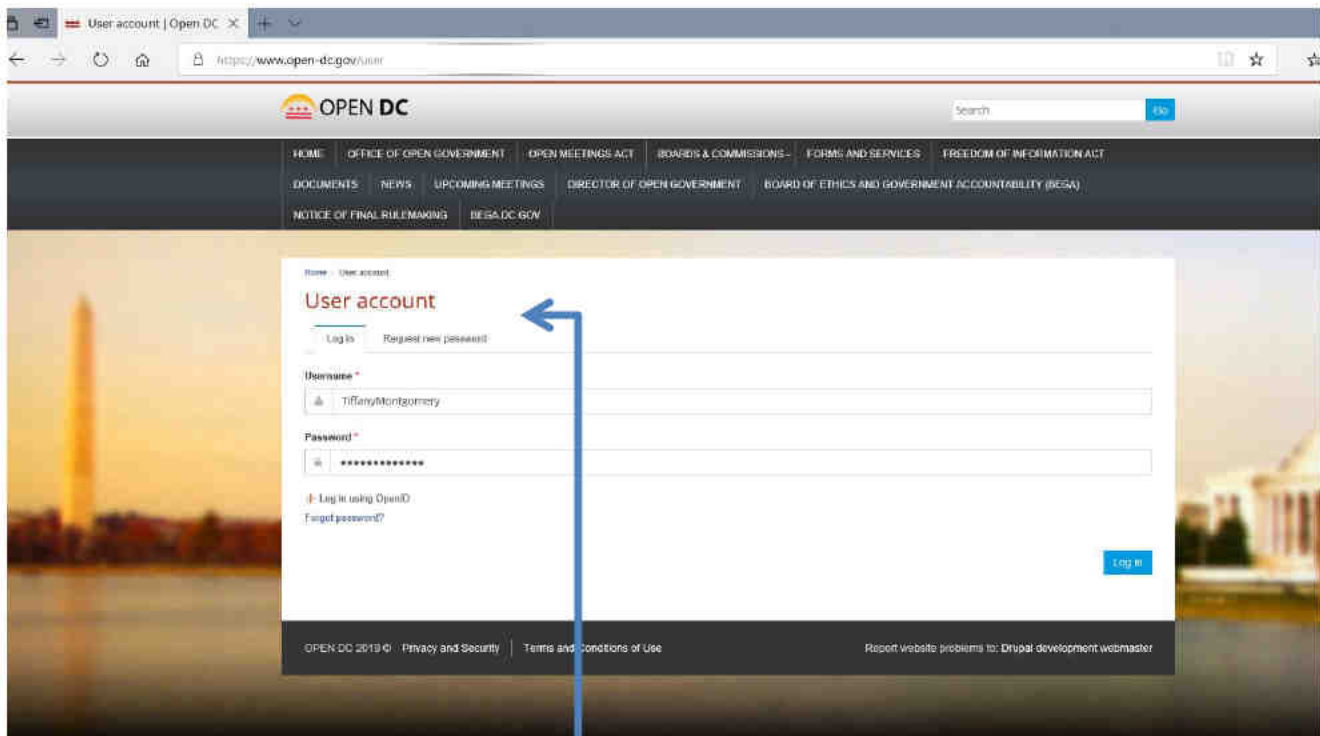 User account | Open DC
https://www.open-dc.gov/user
OPEN DC
Search
Go
HOME OFFICE OF OPEN GOVERNMENT OPEN MEETINGS ACT BOARDS & COMMISSIONS FORMS AND SERVICES FREEDOM OF INFORMATION ACT
DOCUMENTS NEWS UPCOMING MEETINGS DIRECTOR OF OPEN GOVERNMENT BOARD OF ETHICS AND GOVERNMENT ACCOUNTABILITY (BEGA)
NOTICE OF FINAL RULEMAKING BEGA.DC.GOV
Home User account
User account
Log in Request new password
Username *
TiffanyMontgomery
Password *
•••••••••••••
Log in using OpenID
Forgot password?
Log in
OPEN DC 2019 © Privacy and Security Terms and Conditions of Use Report website problems to: Drupal development webmaster